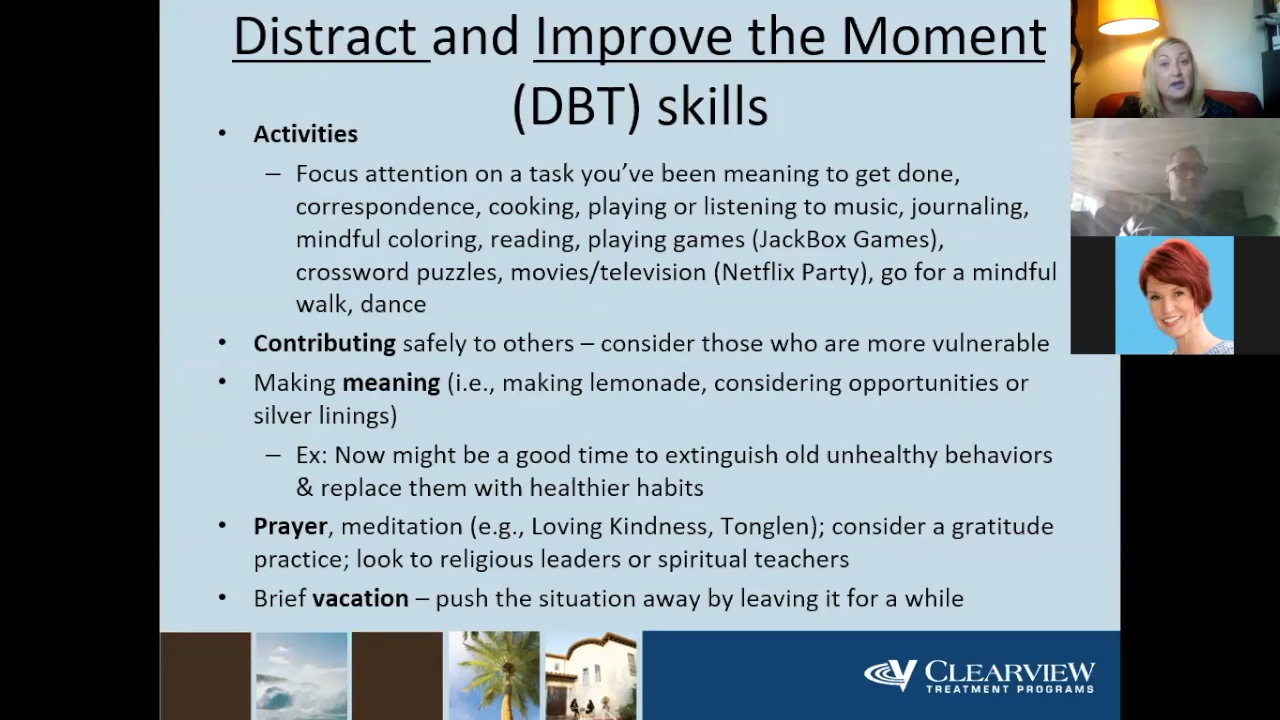 Distract and Improve the Moment
(DBT) skills
• Activities
– Focus attention on a task you’ve been meaning to get done,
correspondence, cooking, playing or listening to music, journaling,
mindful coloring, reading, playing games (JackBox Games),
crossword puzzles, movies/television (Netflix Party), go for a mindful
walk, dance
• Contributing safely to others – consider those who are more vulnerable
• Making meaning (i.e., making lemonade, considering opportunities or
silver linings)
– Ex: Now might be a good time to extinguish old unhealthy behaviors
& replace them with healthier habits
• Prayer, meditation (e.g., Loving Kindness, Tonglen); consider a gratitude
practice; look to religious leaders or spiritual teachers
• Brief vacation – push the situation away by leaving it for a while
CLEARVIEW
TREATMENT PROGRAMS